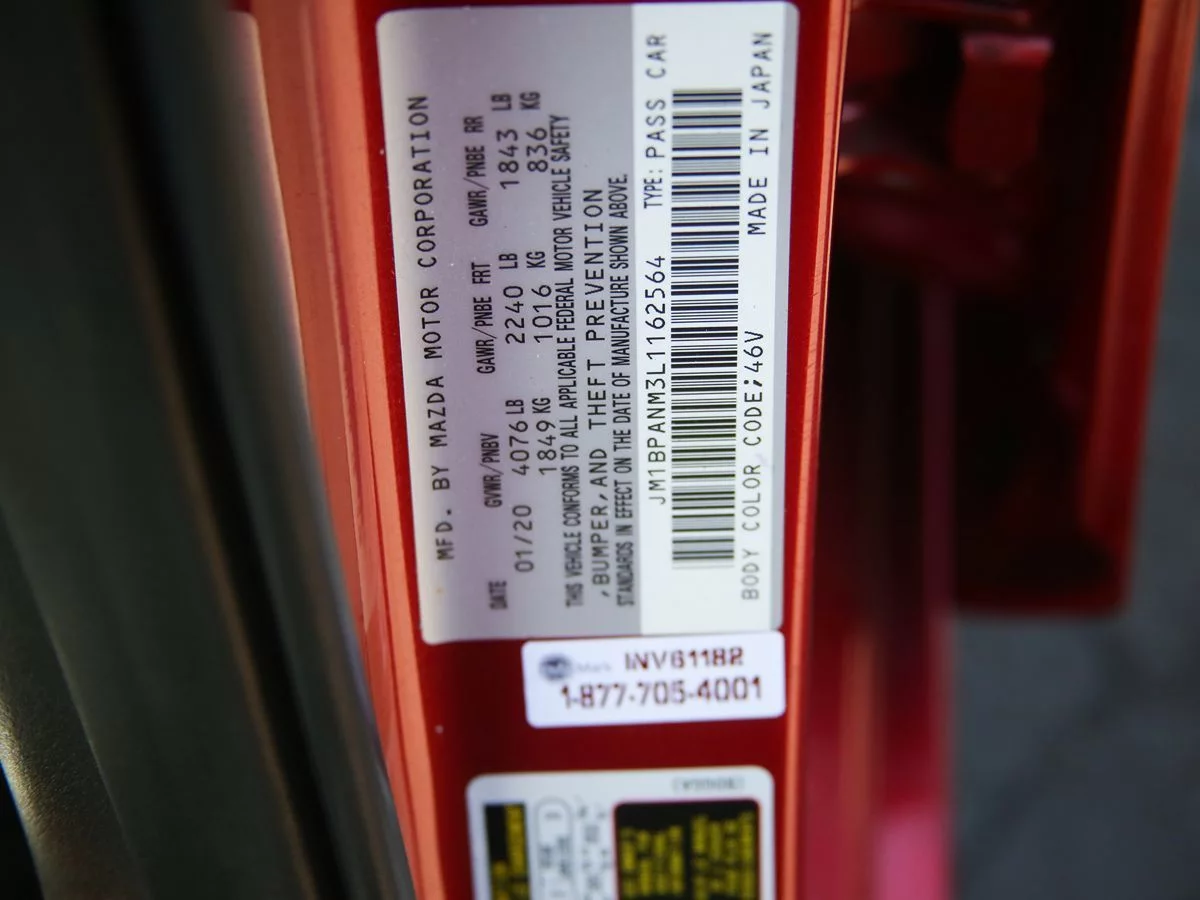 MFD. BY MAZDA MOTOR CORPORATION
DATE GVWR/PNBV GAWR/PNBE FRT GAWR/PNBE RR
01/20 4076 LB 2240 LB 1843 LB
1849 KG 1016 KG 836 KG
THIS VEHICLE CONFORMS TO ALL APPLICABLE FEDERAL MOTOR VEHICLE SAFETY
,BUMPER,AND THEFT PREVENTION
STANDARDS IN EFFECT ON THE DATE OF MANUFACTURE SHOWN ABOVE.
JM1BPANM3L1162564 TYPE: PASS CAR
BODY COLOR CODE;46V MADE IN JAPAN
INV61182
1-877-705-4001